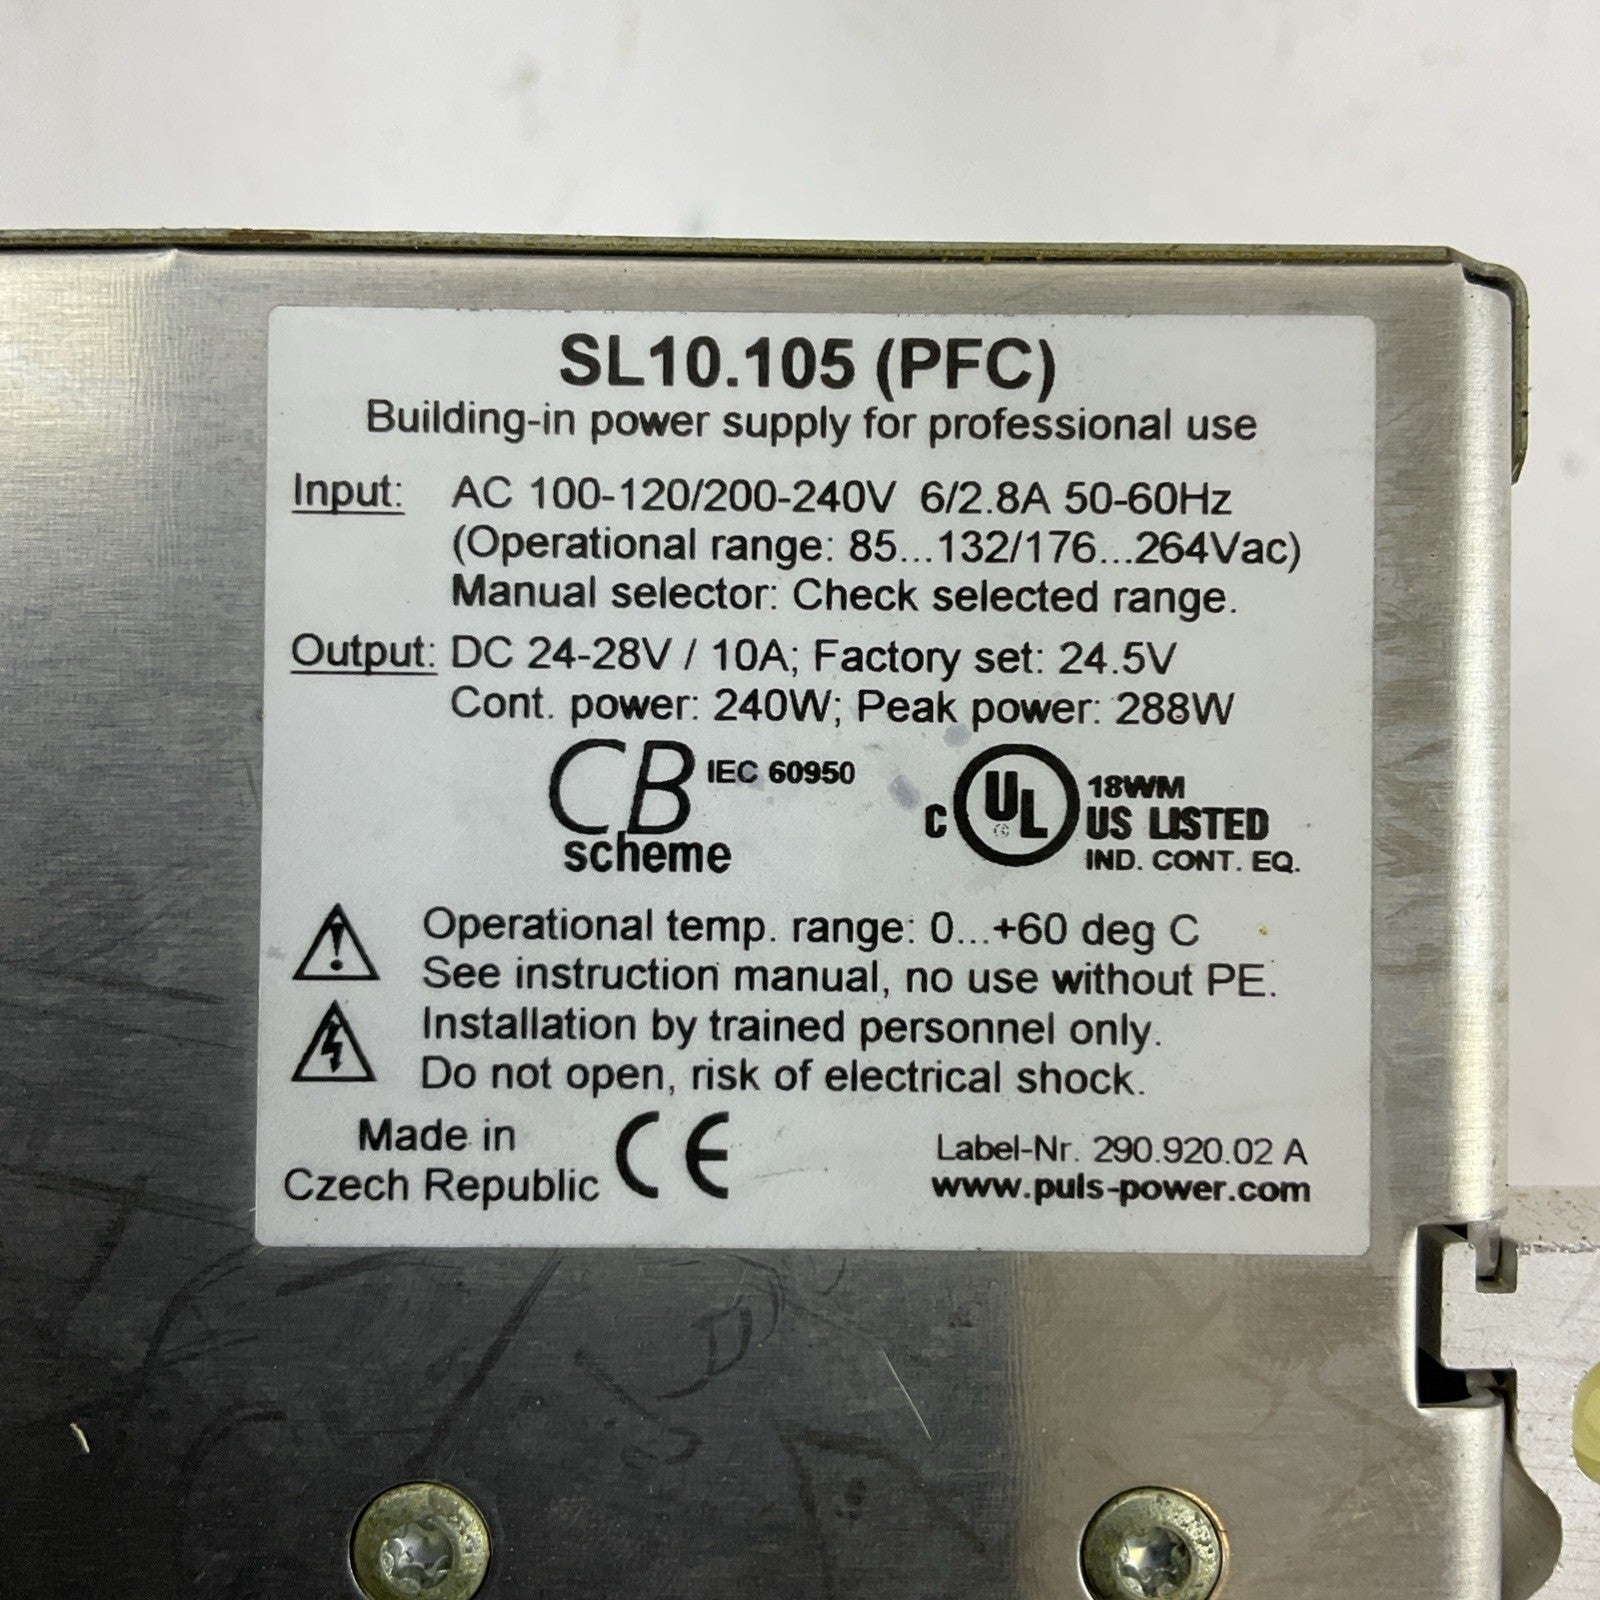 SL10.105 (PFC)
Building-in power supply for professional use
Input: AC 100-120/200-240V 6/2.8A 50-60Hz
(Operational range: 85...132/176...264Vac)
Manual selector: Check selected range.
Output: DC 24-28V / 10A; Factory set: 24.5V
Cont. power: 240W; Peak power: 288W
CB IEC 60950
scheme
C UL 18WM
US LISTED
IND. CONT. EQ.
Operational temp. range: 0...+60 deg C
See instruction manual, no use without PE.
Installation by trained personnel only.
Do not open, risk of electrical shock.
Made in
Czech Republic CE
Label-Nr. 290.920.02 A
www.puls-power.com